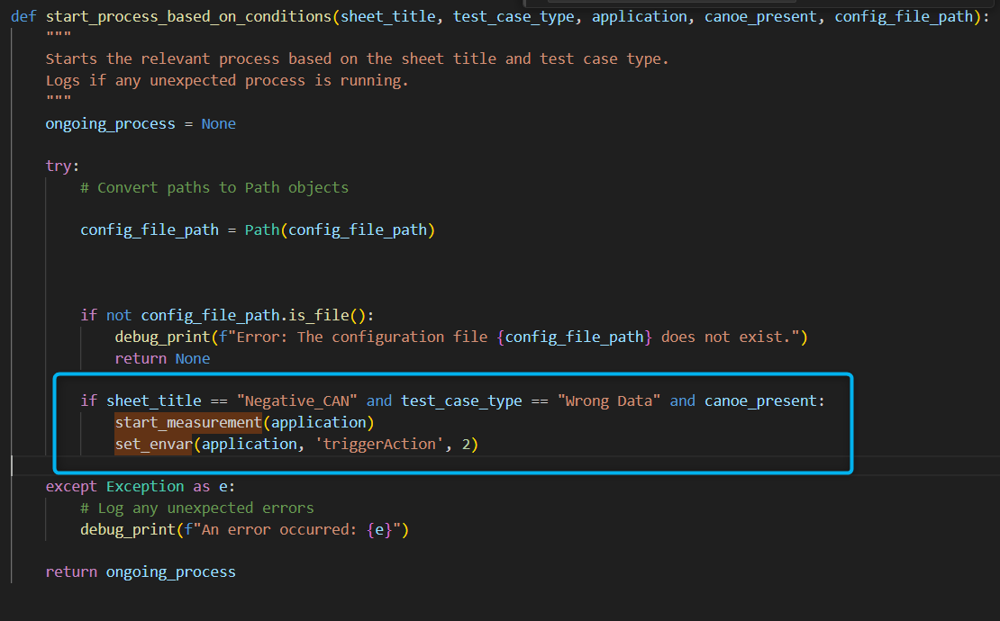 def start_process_based_on_conditions(sheet_title, test_case_type, application, canoe_present, config_file_path):
"""
Starts the relevant process based on the sheet title and test case type.
Logs if any unexpected process is running.
"""
ongoing_process = None
try:
# Convert paths to Path objects
config_file_path = Path(config_file_path)
if not config_file_path.is_file():
debug_print(f"Error: The configuration file {config_file_path} does not exist.")
return None
if sheet_title == "Negative_CAN" and test_case_type == "Wrong Data" and canoe_present:
start_measurement(application)
set_envar(application, 'triggerAction', 2)
except Exception as e:
# Log any unexpected errors
debug_print(f"An error occurred: {e}")
return ongoing_process